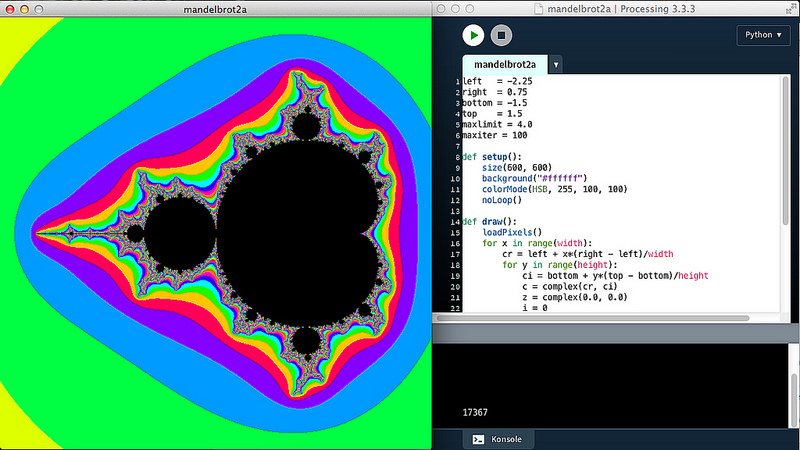 mandelbrot2a
mandelbrot2a | Processing 3.3.3
Python ▾
mandelbrot2a ▾
1 left   = -2.25
2 right  = 0.75
3 bottom = -1.5
4 top    = 1.5
5 maxlimit = 4.0
6 maxiter = 100
7
8 def setup():
9     size(600, 600)
10     background("#ffffff")
11     colorMode(HSB, 255, 100, 100)
12     noLoop()
13
14 def draw():
15     loadPixels()
16     for x in range(width):
17         cr = left + x*(right - left)/width
18         for y in range(height):
19             ci = bottom + y*(top - bottom)/height
20             c = complex(cr, ci)
21             z = complex(0.0, 0.0)
22             i = 0
17367
Konsole